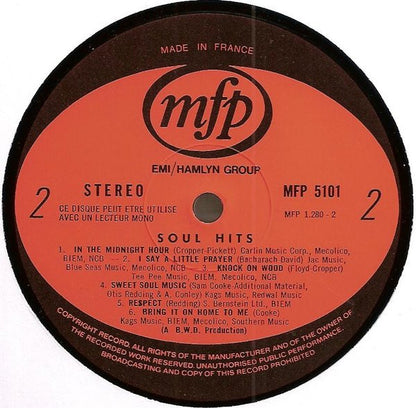 MADE IN FRANCE
mfp
EMI/HAMLYN GROUP
2 STEREO MFP 5101 2
CE DISQUE PEUT ETRE UTILISE
AVEC UN LECTEUR MONO
MFP 1.280 - 2
SOUL HITS
1. IN THE MIDNIGHT HOUR (Cropper-Pickett) Carlin Music Corp., Mecolico,
BIEM, NCB -- 2. I SAY A LITTLE PRAYER (Bacharach David) Jac Music,
Blue Seas Music, Mecolico, NCB -- 3. KNOCK ON WOOD (Floyd-Cropper)
Tee Pee Music, BIEM, Mecolico, NCB
4. SWEET SOUL MUSIC (Sam Cooke-Additional Material,
Otis Redding & A. Conley) Kags Music, Redwal Music
5. RESPECT (Redding) S. Bernstein Ltd., BIEM
6. BRING IT ON HOME TO ME (Cooke)
Kags Music, BIEM, Mecolico, Southern Music
(A B.W.D. Production)
COPYRIGHT RECORD. ALL RIGHTS OF THE MANUFACTURER AND OF THE OWNER OF
THE RECORDED WORK RESERVED. UNAUTHORISED PUBLIC PERFORMANCE.
BROADCASTING AND COPY OF THIS RECORD PROHIBITED